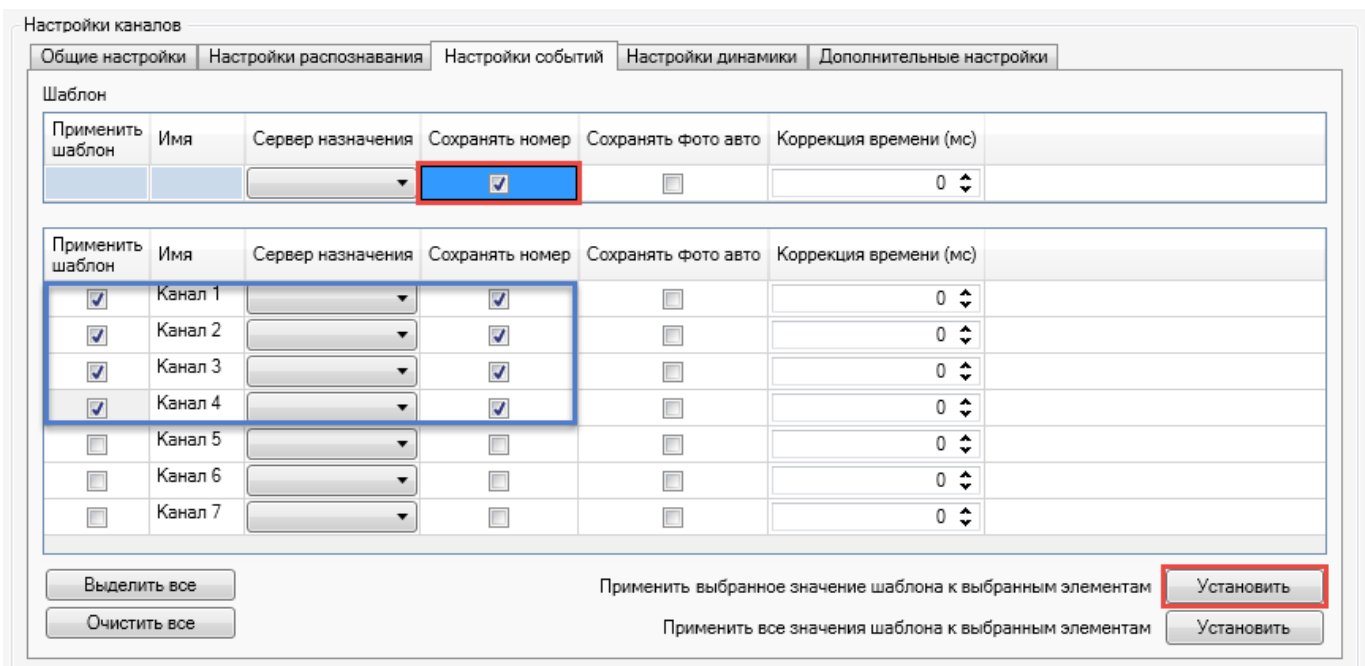 Настройки каналов
Общие настройки Настройки распознавания Настройки событий Настройки динамики Дополнительные настройки
Шаблон
Применить шаблон Имя Сервер назначения Сохранять номер Сохранять фото авто Коррекция времени (мс)
0
Применить шаблон Имя Сервер назначения Сохранять номер Сохранять фото авто Коррекция времени (мс)
Канал 1 0
Канал 2 0
Канал 3 0
Канал 4 0
Канал 5 0
Канал 6 0
Канал 7 0
Выделить все Применить выбранное значение шаблона к выбранным элементам Установить
Очистить все Применить все значения шаблона к выбранным элементам Установить